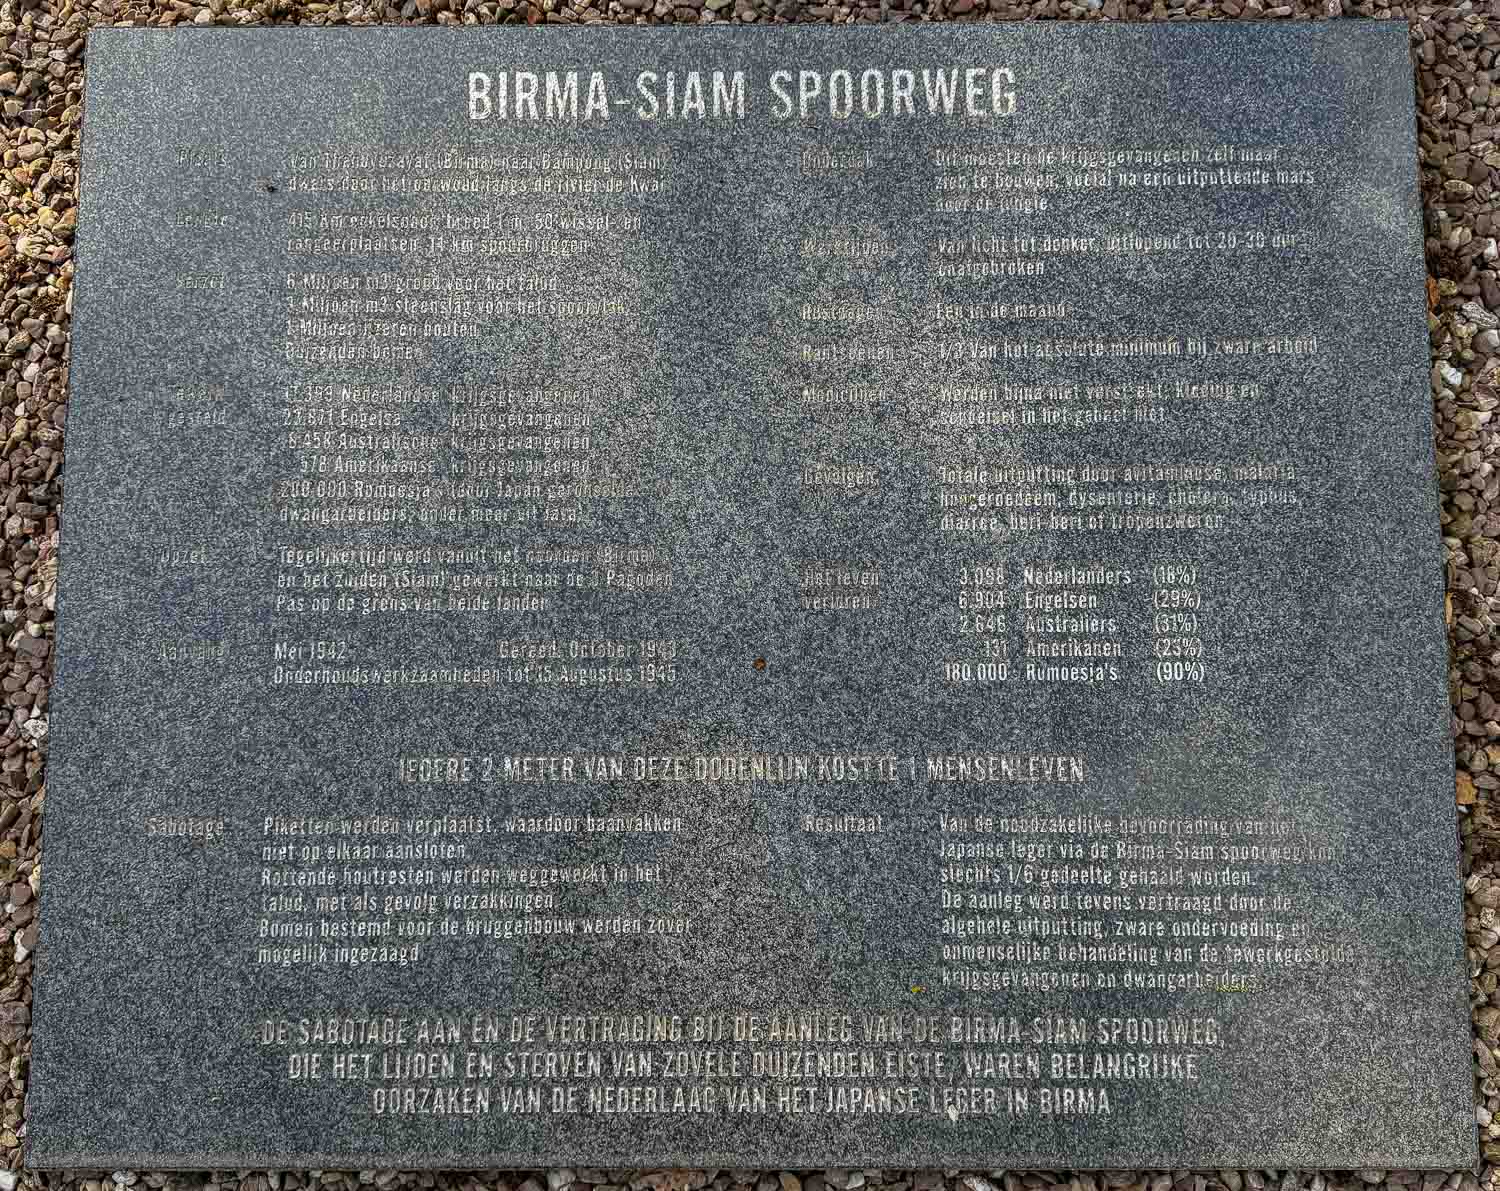 BIRMA-SIAM SPOORWEG
Plaats van Thanbyuzayat (Birma) naar Bampong (Siam)
dwars door het oerwoud langs de rivier de Kwai
Lengte 415 km enkelspoor, breed 1 m, 50 wissel- en
rangeerplaatsen, 14 km spoorbruggen
Verzet 6 Miljoen m3 grond voor het talud
Miljoen m3 steenslag voor het spoorvlak
1 Miljoen ijzeren bouten
Duizenden bomen
gesteld Nederlandse krijgsgevangenen
Engelse krijgsgevangenen
Australische krijgsgevangenen
578 Amerikaanse krijgsgevangenen
200.000 Romoesja's (door Japan geronselde
dwangarbeiders, onder meer uit Java)
Opzet Tegelijkertijd werd vanuit het noorden (Birma)
en het zuiden (Siam) gewerkt naar de 3 Pagoden
Pas op de grens van beide landen
Aanvang Mei 1942 Gereed: October 1943
Onderhoudswerkzaamheden tot 15 Augustus 1945
Onderdak Dit moesten de krijgsgevangenen zelf maar
zien te bouwen, veelal na een uitputtende mars
door de jungle
Werktijden Van licht tot donker, uitlopend tot 20-30 uur
onafgebroken
Rustdagen Een in de maand
Rantsoenen 1/3 Van het absolute minimum bij zware arbeid
Medicijnen Werden bijna niet verstrekt, kleding en
schoeisel in het geheel niet
Gevolgen Totale uitputting door avitaminose, malaria
hongeroedeem, dysenterie, cholera, typhus
diarree, beri-beri of tropenzweren
Het leven 3.098 Nederlanders (18%)
verloren 6.904 Engelsen (29%)
2.646 Australiers (31%)
131 Amerikanen (23%)
180.000 Romoesja's (90%)
IEDERE 2 METER VAN DEZE DODENLIJN KOSTTE 1 MENSENLEVEN
Sabotage Piketten werden verplaatst, waardoor baanvakken
niet op elkaar aansloten
Rottende houtresten werden weggewerkt in het
talud, met als gevolg verzakkingen
Bomen bestemd voor de bruggenbouw werden zover
mogelijk ingezaagd
Resultaat Van de noodzakelijke bevoorrading van het
Japanse leger via de Birma-Siam spoorweg kon
slechts 1/6 gedeelte gehaald worden.
De aanleg werd tevens vertraagd door de
algehele uitputting, zware ondervoeding en
onmenselijke behandeling van de tewerkgestelde
krijgsgevangenen en dwangarbeiders.
DE SABOTAGE AAN EN DE VERTRAGING BIJ DE AANLEG VAN DE BIRMA-SIAM SPOORWEG,
DIE HET LIJDEN EN STERVEN VAN ZOVELE DUIZENDEN EISTE, WAREN BELANGRIJKE
OORZAKEN VAN DE NEDERLAAG VAN HET JAPANSE LEGER IN BIRMA